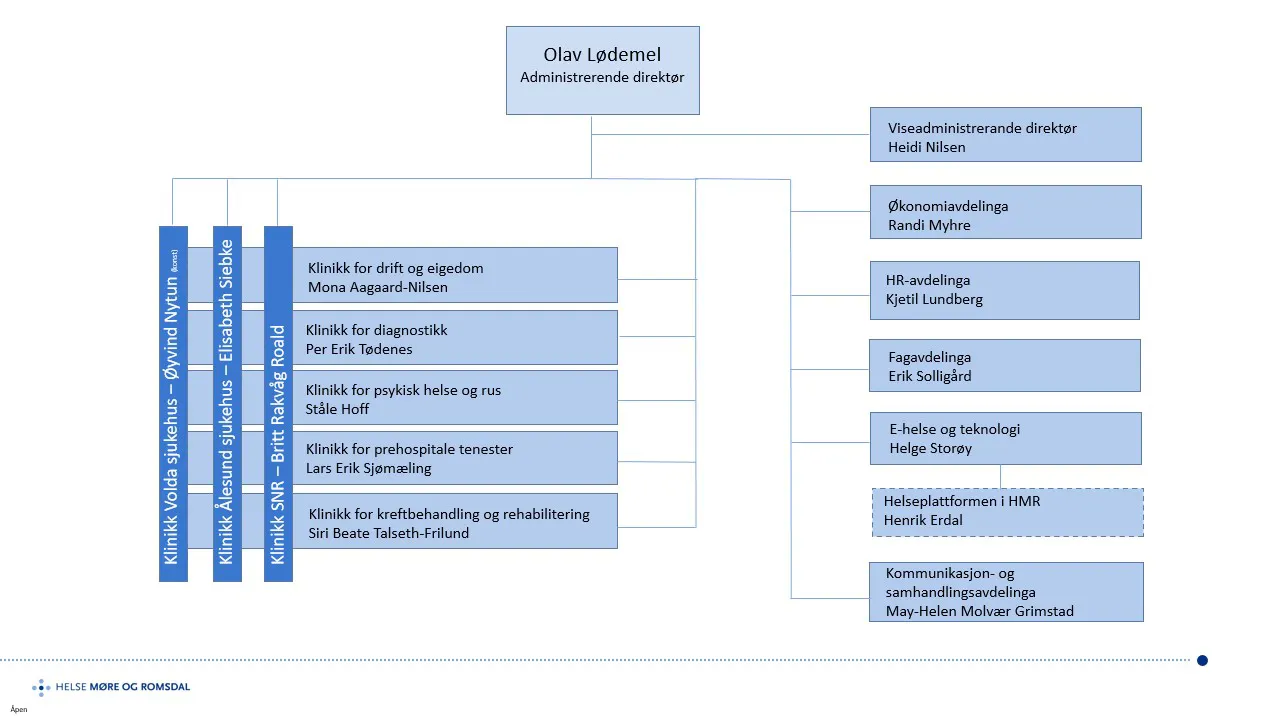 Olav Lødemel
Administrerende direktør
Viseadministrerande direktør
Heidi Nilsen
Økonomiavdelinga
Randi Myhre
HR-avdelinga
Kjetil Lundberg
Fagavdelinga
Erik Solligård
E-helse og teknologi
Helge Storøy
Helseplattformen i HMR
Henrik Erdal
Kommunikasjon- og
samhandlingsavdelinga
May-Helen Molvær Grimstad
Klinikk Volda sjukehus – Øyvind Nytun (konst)
Klinikk Ålesund sjukehus – Elisabeth Siebke
Klinikk SNR – Britt Rakvåg Roald
Klinikk for drift og eigedom
Mona Aagaard-Nilsen
Klinikk for diagnostikk
Per Erik Tødenes
Klinikk for psykisk helse og rus
Ståle Hoff
Klinikk for prehospitale tenester
Lars Erik Sjømæling
Klinikk for kreftbehandling og rehabilitering
Siri Beate Talseth-Frilund
HELSE MØRE OG ROMSDAL
Åpen